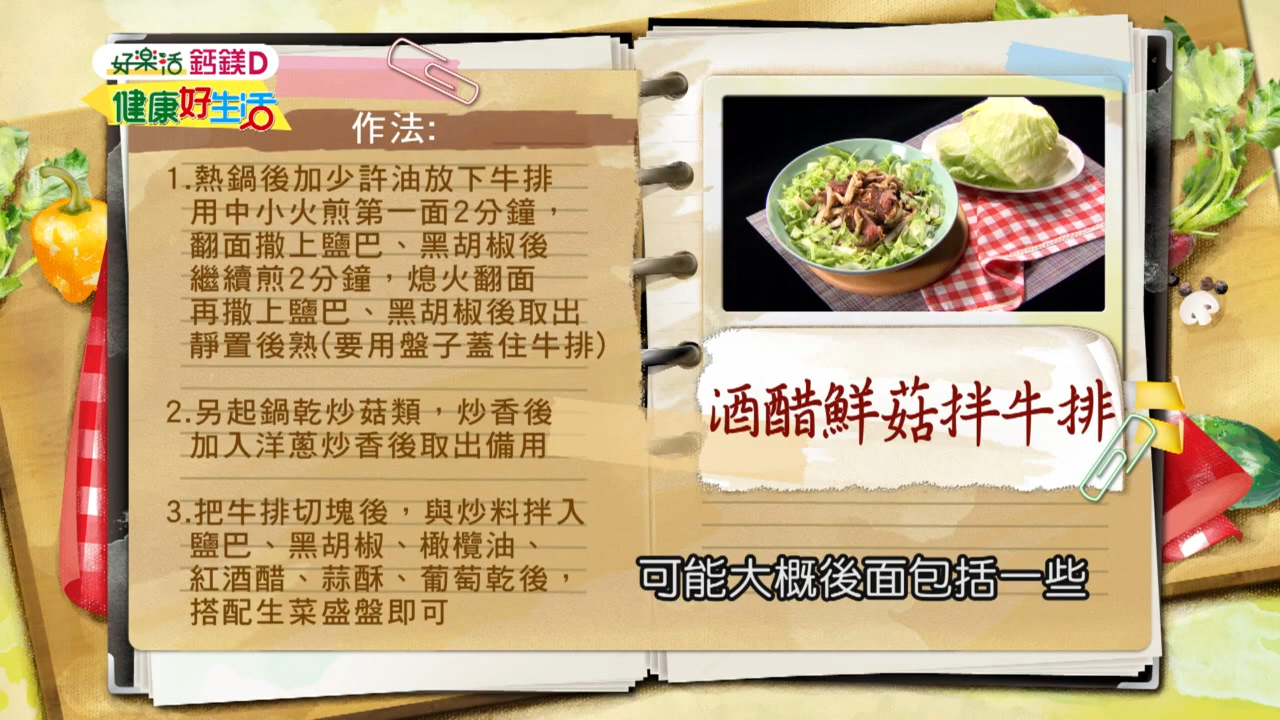 好樂活 鈣鎂D
健康好生活
作法:
1.熱鍋後加少許油放下牛排
用中小火煎第一面2分鐘，
翻面撒上鹽巴、黑胡椒後
繼續煎2分鐘，熄火翻面
再撒上鹽巴、黑胡椒後取出
靜置後熟(要用盤子蓋住牛排)
2.另起鍋乾炒菇類，炒香後
加入洋蔥炒香後取出備用
3.把牛排切塊後，與炒料拌入
鹽巴、黑胡椒、橄欖油、
紅酒醋、蒜酥、葡萄乾後，
搭配生菜盛盤即可
酒醋鮮菇拌牛排
可能大概後面包括一些